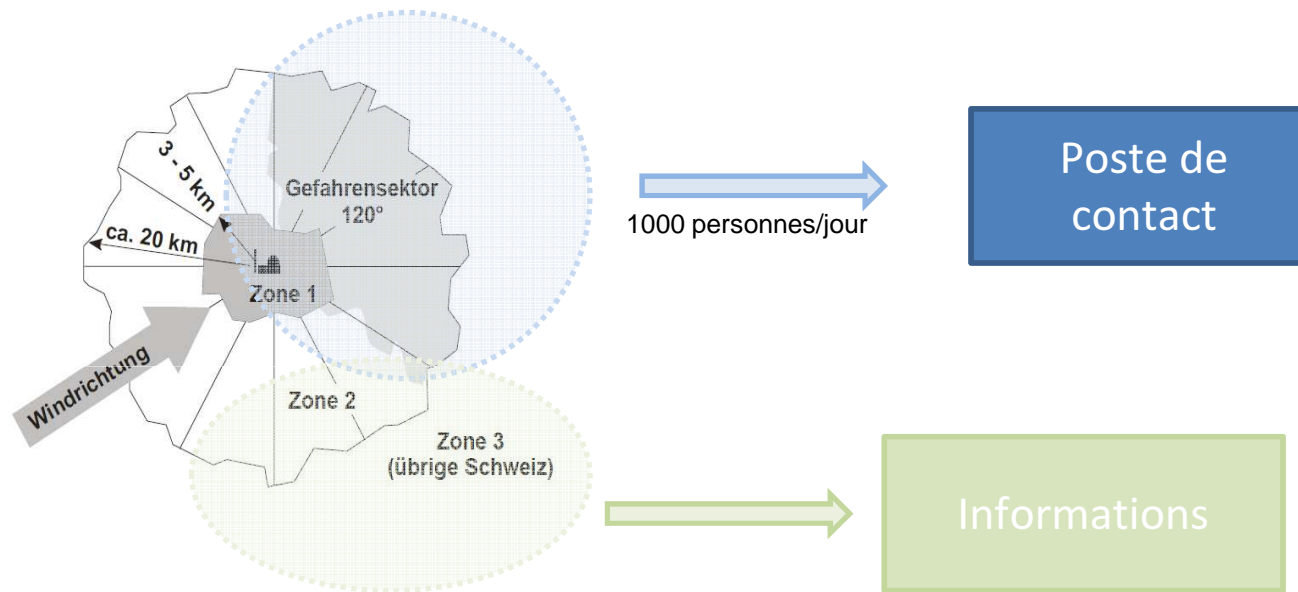 3 - 5 km
ca. 20 km
Gefahrensektor
120°
Zone 1
Windrichtung
Zone 2
Zone 3
(übrige Schweiz)
1000 personnes/jour
Poste de
contact
Informations